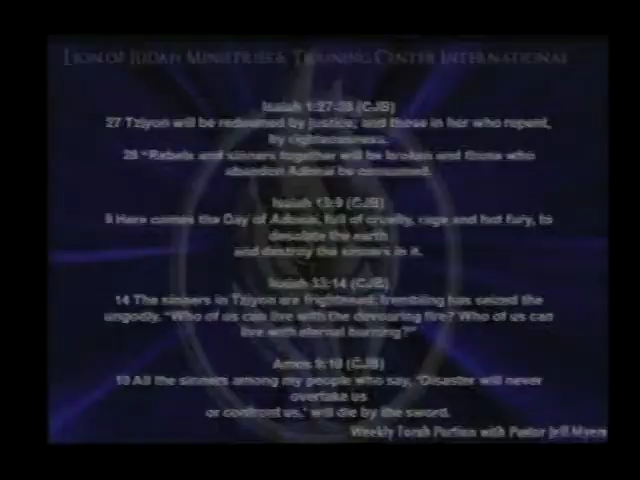 LION OF JUDAH MINISTRIES & TRAINING CENTER INTERNATIONAL
Isaiah 1:27-28 (CJB)
27 Tziyon will be redeemed by justice; and those in her who repent,
by righteousness.
28 "Rebels and sinners together will be broken and those who
abandon Adonai be consumed.
Isaiah 13:9 (CJB)
9 Here comes the Day of Adonai, full of cruelty, rage and hot fury, to
desolate the earth
and destroy the sinners in it.
Isaiah 33:14 (CJB)
14 The sinners in Tziyon are frightened; trembling has seized the
ungodly. "Who of us can live with the devouring fire? Who of us can
live with eternal burning?"
Amos 9:10 (CJB)
10 All the sinners among my people who say, 'Disaster will never
overtake us
or confront us,' will die by the sword.
Weekly Torah Portion with Pastor Jeff Myers